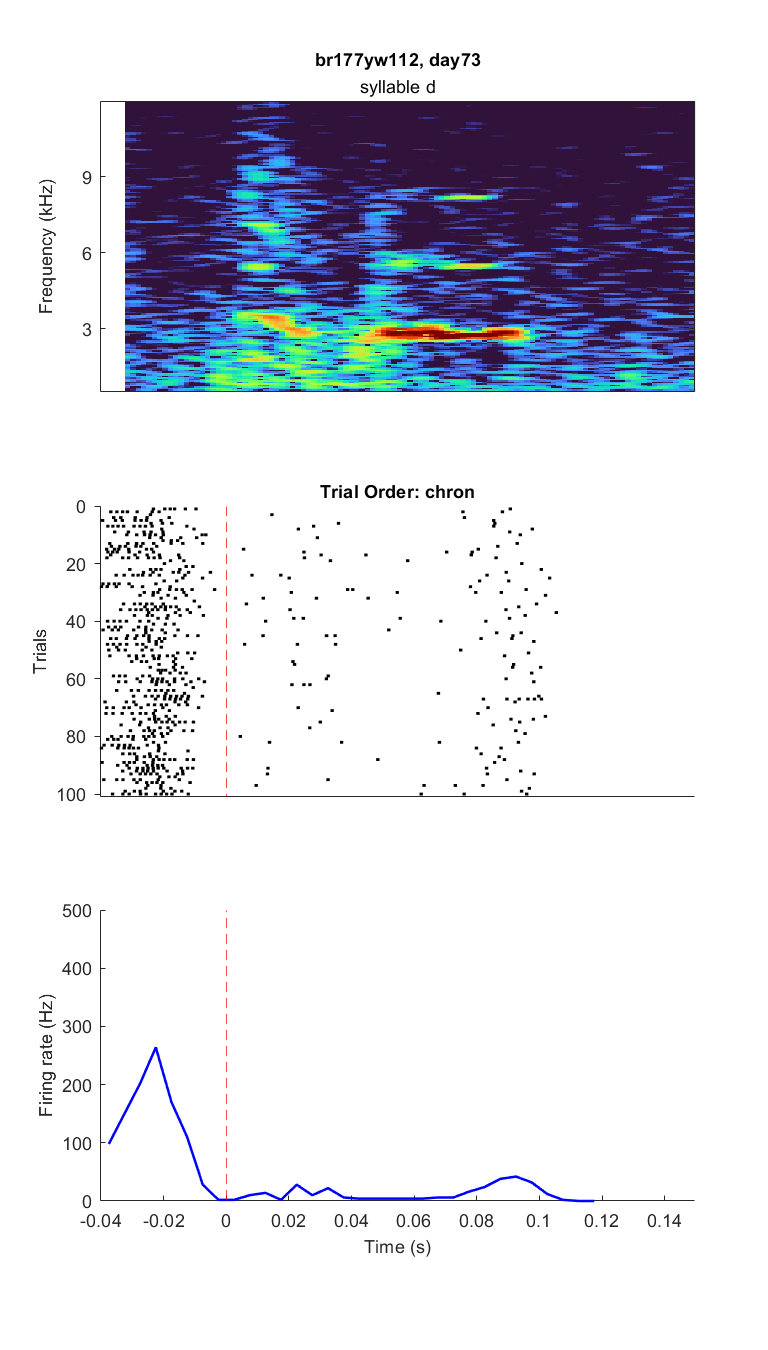 br177yw112, day73
syllable d
9
6
3
Frequency (kHz)
Trial Order: chron
0
20
40
60
80
100
Trials
500
400
300
200
100
0
Firing rate (Hz)
-0.04 -0.02 0 0.02 0.04 0.06 0.08 0.1 0.12 0.14
Time (s)